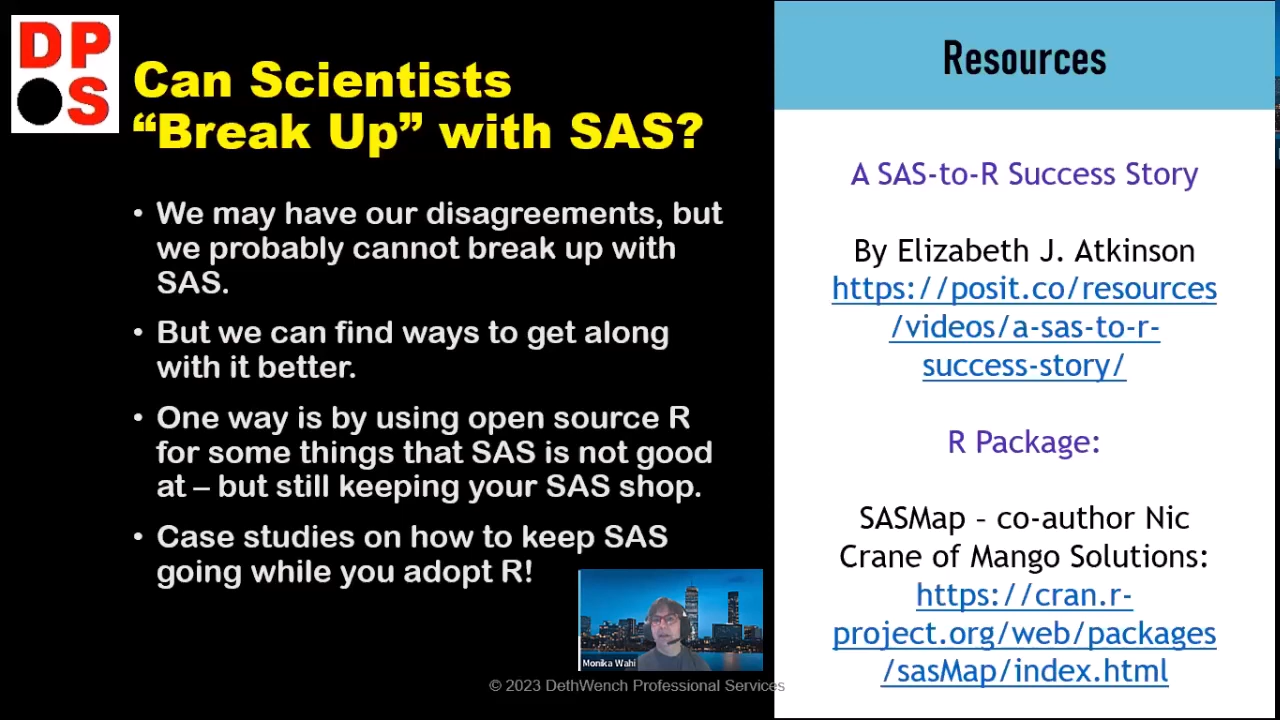 DP
S
Can Scientists
“Break Up” with SAS?
• We may have our disagreements, but
we probably cannot break up with
SAS.
• But we can find ways to get along
with it better.
• One way is by using open source R
for some things that SAS is not good
at – but still keeping your SAS shop.
• Case studies on how to keep SAS
going while you adopt R!
Monika Wahi
© 2023 DethWench Professional Services
Resources
A SAS-to-R Success Story
By Elizabeth J. Atkinson
https://posit.co/resources
/videos/a-sas-to-r-
success-story/
R Package:
SASMap – co-author Nic
Crane of Mango Solutions:
https://cran.r-
project.org/web/packages
/sasMap/index.html